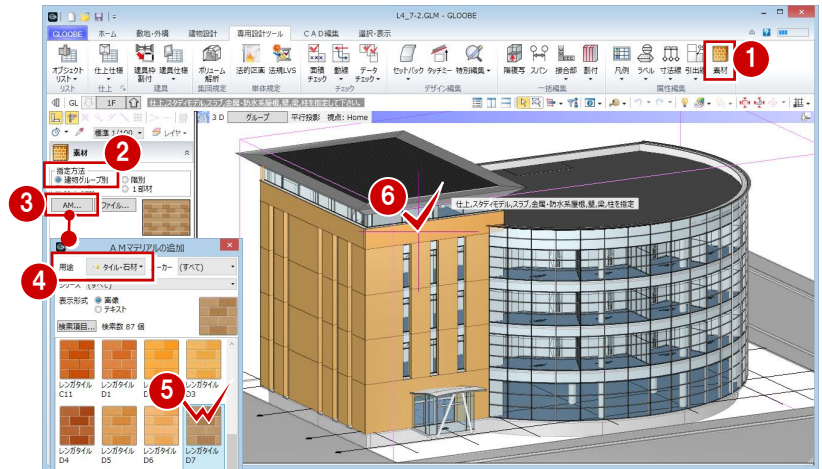 L4_7-2.GLM - GLOOBE
GLOOBE ホーム 敷地・外構 建物設計 専用設計ツール CAD編集 選択・表示
オブジェクトリスト 仕上仕様 建具枠割付 建具仕様 ボリューム解析 法的区画 法規LVS 面積チェック 動線 データチェック セットバック タッチミー 特別編集 隣複写 スパン 接合部 割付 凡例 ラベル 寸法線 引出線 素材
リスト 仕上 建具 集団規定 単体規定 チェック デザイン編集 一括編集 属性編集
1
GL 1F 仕上,スタディモデル,スラブ,金属・防水系屋根,壁,梁,柱を指定して下さい。
3D グループ 平行投影 視点: Home
標準 1/100 レイヤ
素材
2
指定方法
建物グループ別 階別
1部材
3
AM... ファイル...
6
仕上,スタディモデル,スラブ,金属・防水系屋根,壁,梁,柱を指定
AMマテリアルの追加
4
用途 タイル・石材 ーカー (すべて)
シリーズ (すべて)
表示形式 画像
テキスト
検索項目... 検索数 87 個
レンガタイル C11
レンガタイル D1
レンガタイル D3
5
レンガタイル D4
レンガタイル D5
レンガタイル D6
レンガタイル D7